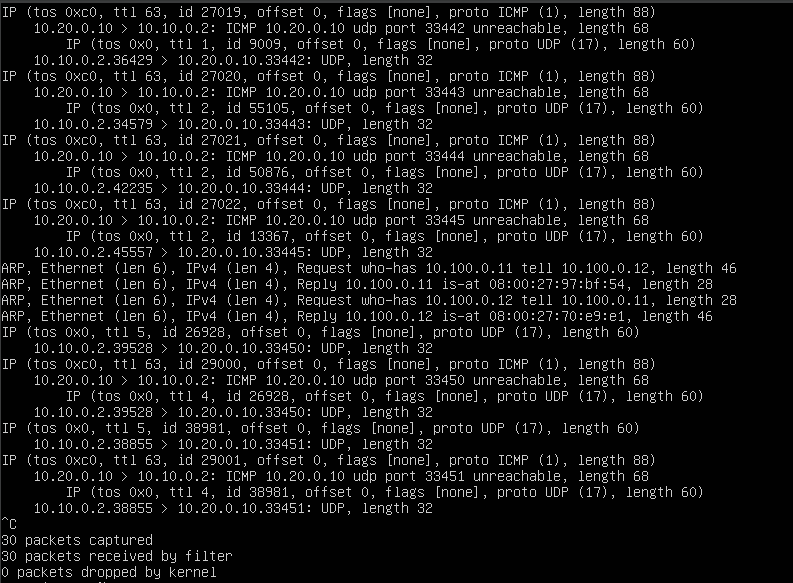 IP (tos 0xc0, ttl 63, id 27019, offset 0, flags [none], proto ICMP (1), length 88)
    10.20.0.10 > 10.10.0.2: ICMP 10.20.0.10 udp port 33442 unreachable, length 68
        IP (tos 0x0, ttl 1, id 9009, offset 0, flags [none], proto UDP (17), length 60)
    10.10.0.2.36429 > 10.20.0.10.33442: UDP, length 32
IP (tos 0xc0, ttl 63, id 27020, offset 0, flags [none], proto ICMP (1), length 88)
    10.20.0.10 > 10.10.0.2: ICMP 10.20.0.10 udp port 33443 unreachable, length 68
        IP (tos 0x0, ttl 2, id 55105, offset 0, flags [none], proto UDP (17), length 60)
    10.10.0.2.34579 > 10.20.0.10.33443: UDP, length 32
IP (tos 0xc0, ttl 63, id 27021, offset 0, flags [none], proto ICMP (1), length 88)
    10.20.0.10 > 10.10.0.2: ICMP 10.20.0.10 udp port 33444 unreachable, length 68
        IP (tos 0x0, ttl 2, id 50876, offset 0, flags [none], proto UDP (17), length 60)
    10.10.0.2.42235 > 10.20.0.10.33444: UDP, length 32
IP (tos 0xc0, ttl 63, id 27022, offset 0, flags [none], proto ICMP (1), length 88)
    10.20.0.10 > 10.10.0.2: ICMP 10.20.0.10 udp port 33445 unreachable, length 68
        IP (tos 0x0, ttl 2, id 13367, offset 0, flags [none], proto UDP (17), length 60)
    10.10.0.2.45557 > 10.20.0.10.33445: UDP, length 32
ARP, Ethernet (len 6), IPv4 (len 4), Request who-has 10.100.0.11 tell 10.100.0.12, length 46
ARP, Ethernet (len 6), IPv4 (len 4), Reply 10.100.0.11 is-at 08:00:27:97:bf:54, length 28
ARP, Ethernet (len 6), IPv4 (len 4), Request who-has 10.100.0.12 tell 10.100.0.11, length 28
ARP, Ethernet (len 6), IPv4 (len 4), Reply 10.100.0.12 is-at 08:00:27:70:e9:e1, length 46
IP (tos 0x0, ttl 5, id 26928, offset 0, flags [none], proto UDP (17), length 60)
    10.10.0.2.39528 > 10.20.0.10.33450: UDP, length 32
IP (tos 0xc0, ttl 63, id 29000, offset 0, flags [none], proto ICMP (1), length 88)
    10.20.0.10 > 10.10.0.2: ICMP 10.20.0.10 udp port 33450 unreachable, length 68
        IP (tos 0x0, ttl 4, id 26928, offset 0, flags [none], proto UDP (17), length 60)
    10.10.0.2.39528 > 10.20.0.10.33450: UDP, length 32
IP (tos 0x0, ttl 5, id 38981, offset 0, flags [none], proto UDP (17), length 60)
    10.10.0.2.38855 > 10.20.0.10.33451: UDP, length 32
IP (tos 0xc0, ttl 63, id 29001, offset 0, flags [none], proto ICMP (1), length 88)
    10.20.0.10 > 10.10.0.2: ICMP 10.20.0.10 udp port 33451 unreachable, length 68
        IP (tos 0x0, ttl 4, id 38981, offset 0, flags [none], proto UDP (17), length 60)
    10.10.0.2.38855 > 10.20.0.10.33451: UDP, length 32
^C
30 packets captured
30 packets received by filter
0 packets dropped by kernel